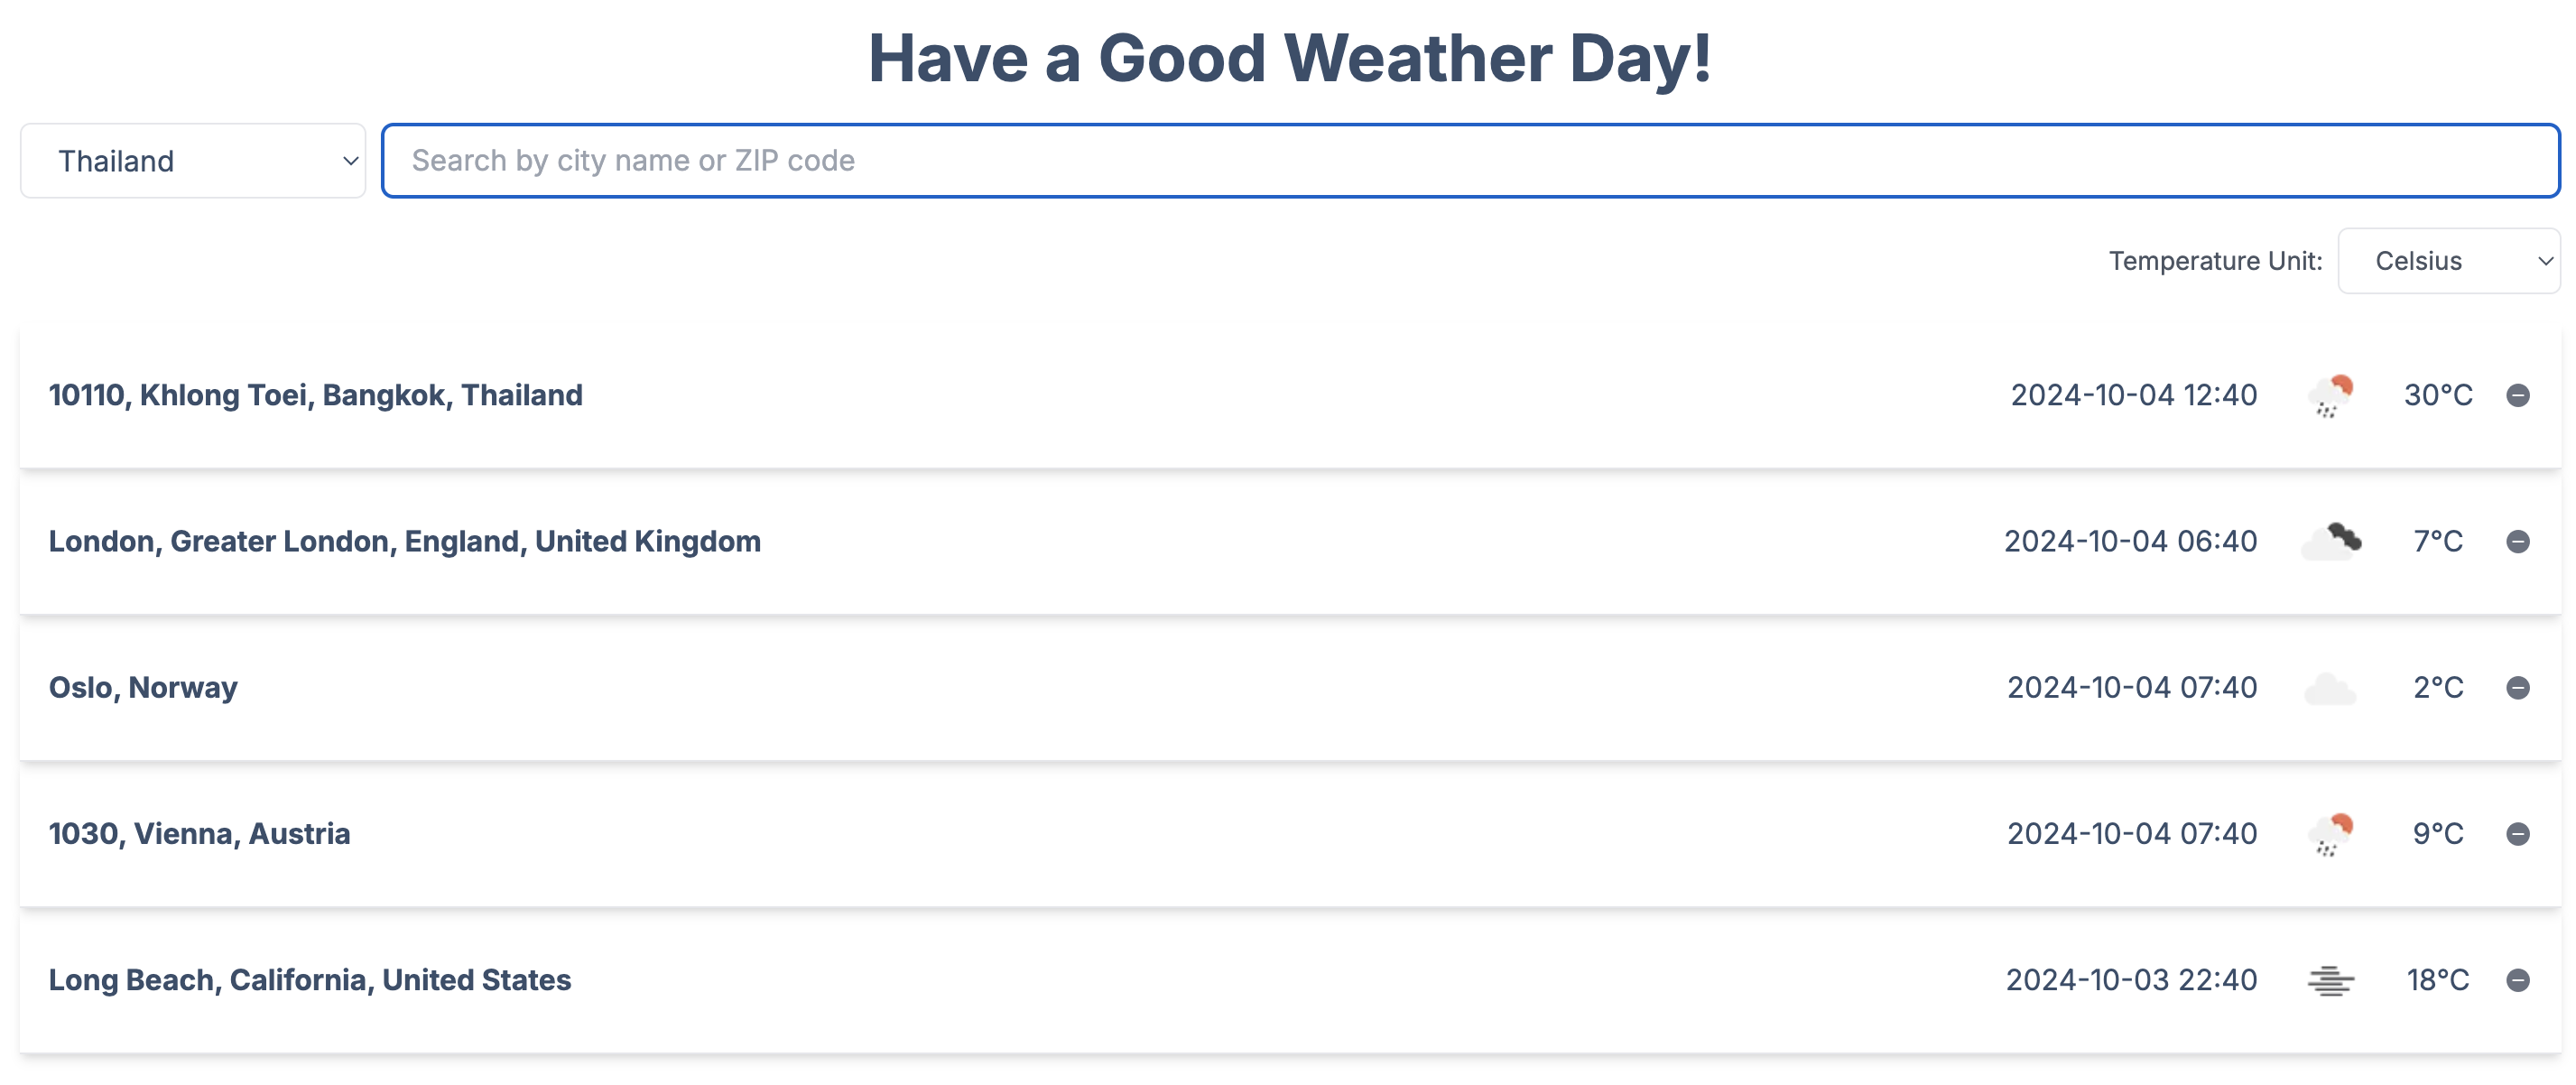 Have a Good Weather Day!
Thailand
Search by city name or ZIP code
Temperature Unit: Celsius
10110, Khlong Toei, Bangkok, Thailand 2024-10-04 12:40 30°C
London, Greater London, England, United Kingdom 2024-10-04 06:40 7°C
Oslo, Norway 2024-10-04 07:40 2°C
1030, Vienna, Austria 2024-10-04 07:40 9°C
Long Beach, California, United States 2024-10-03 22:40 18°C